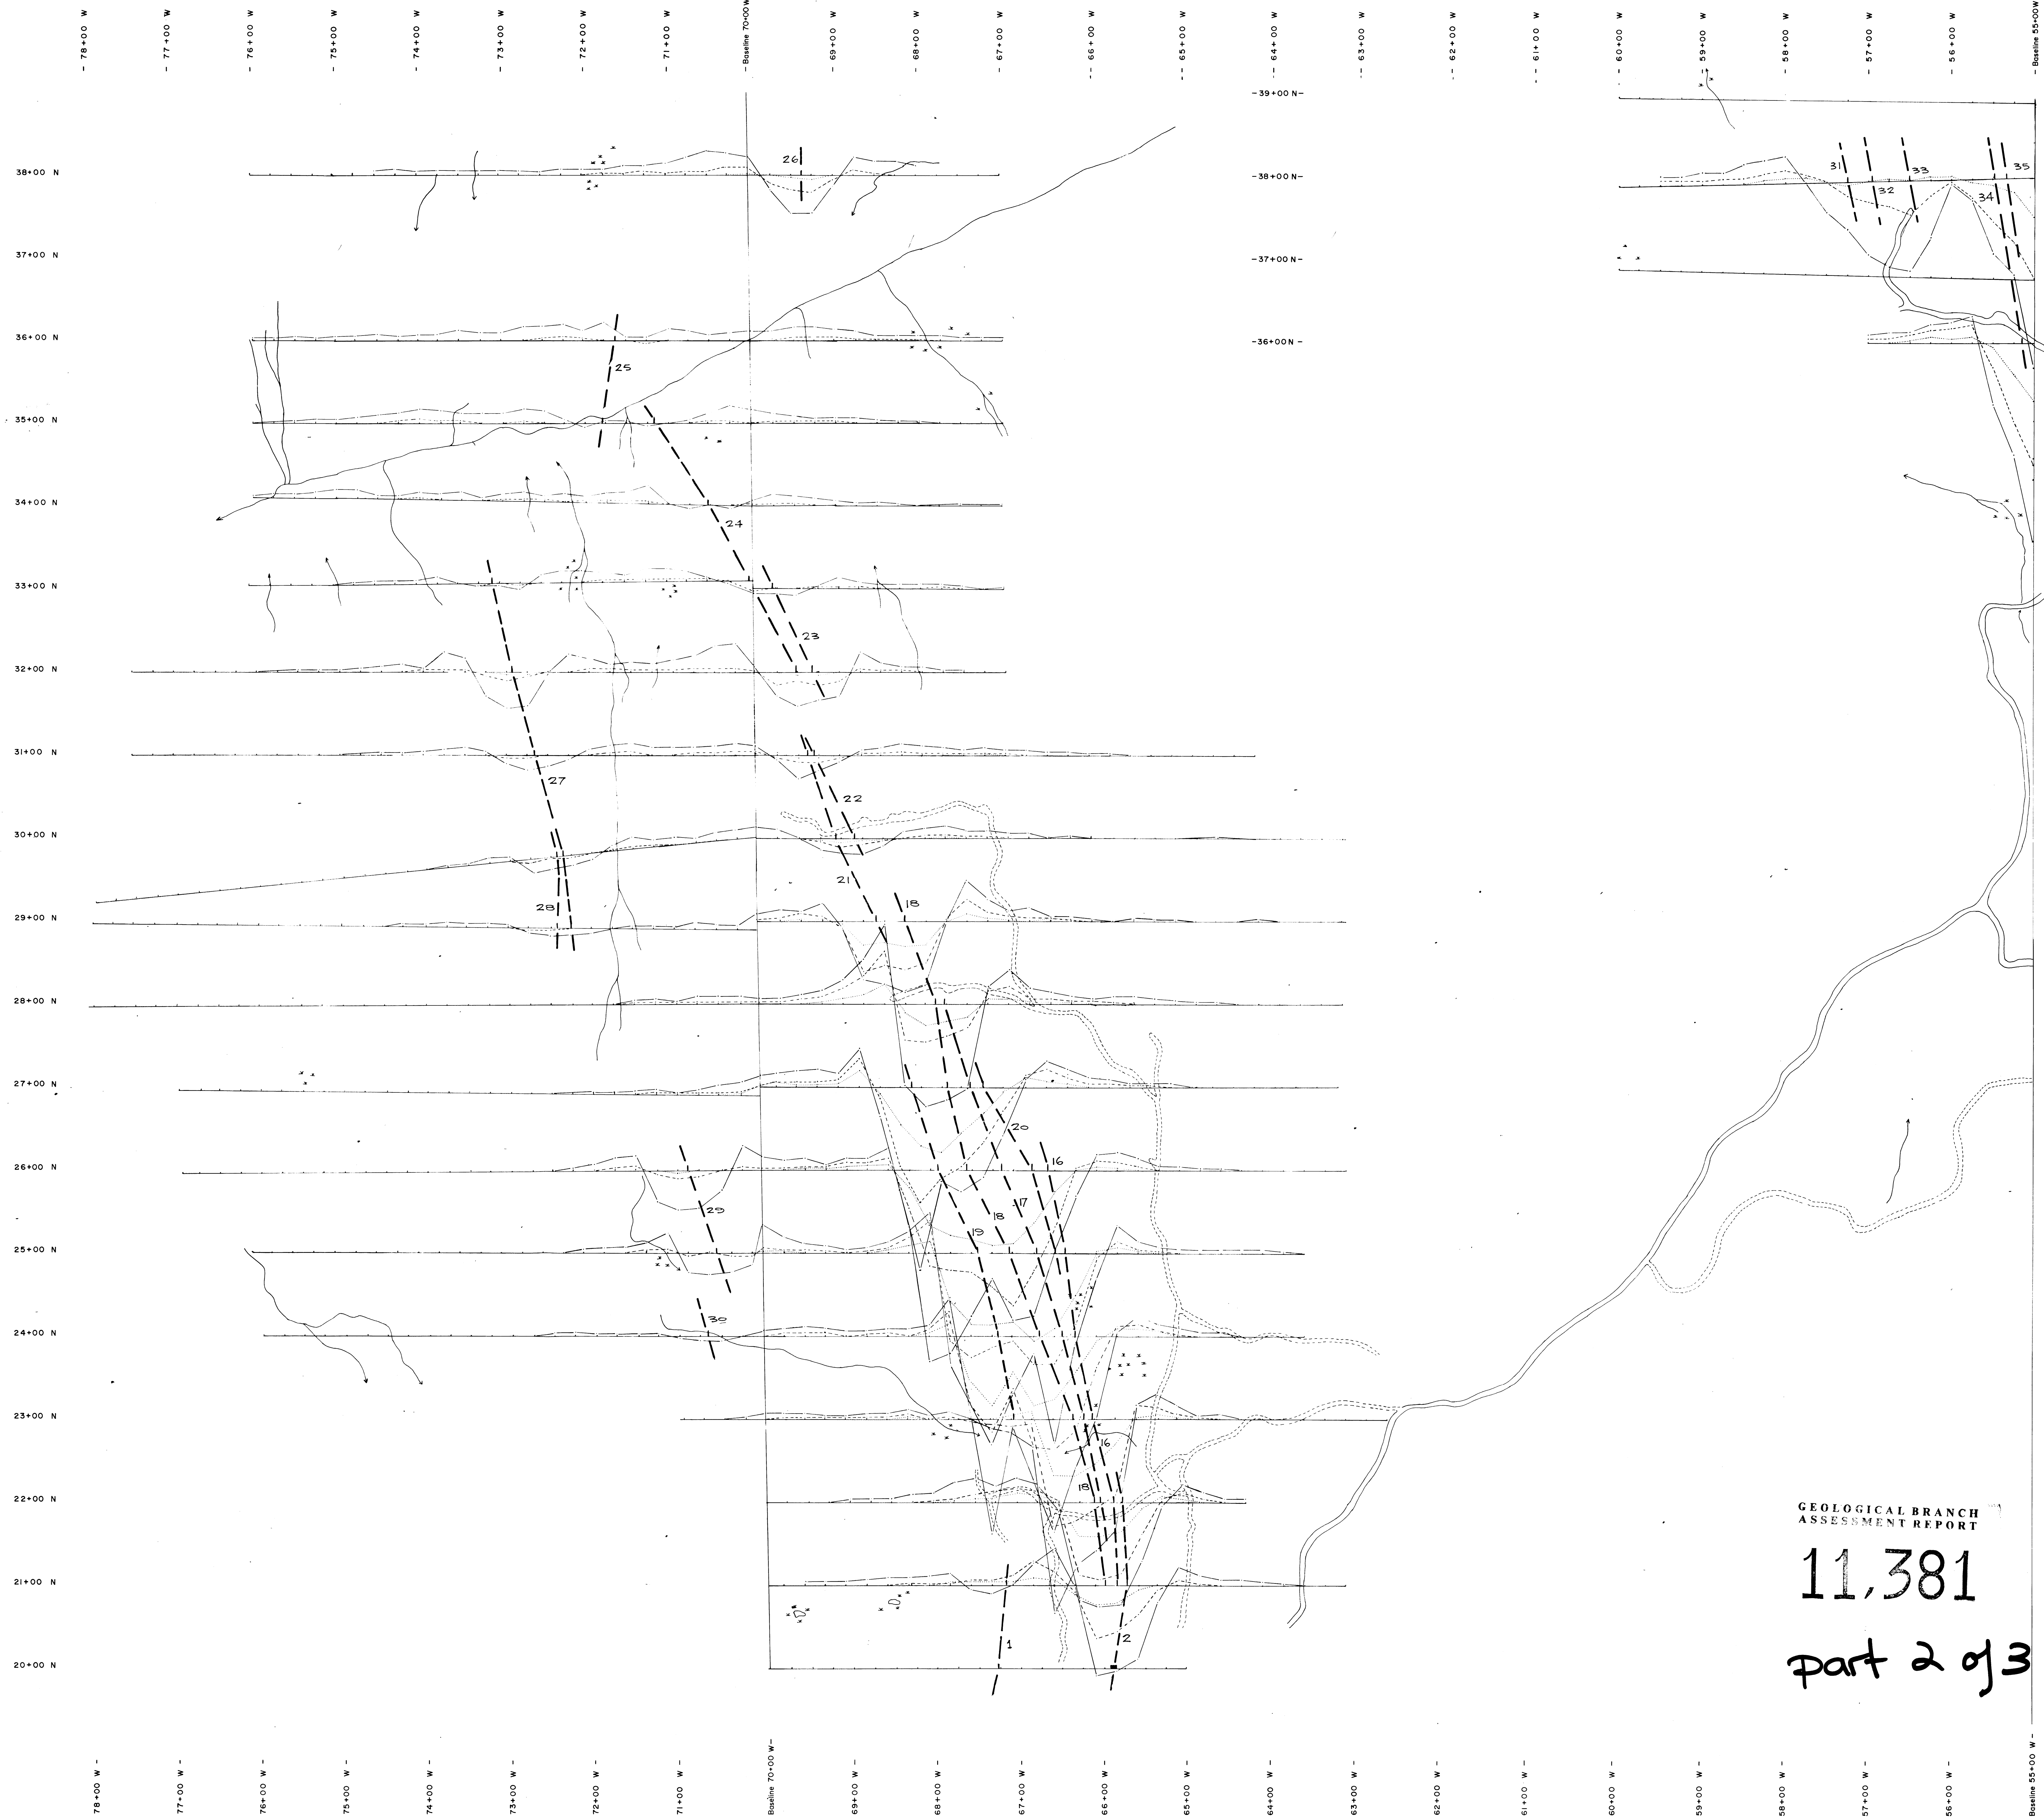 78+00 W
77+00 W
76+00 W
75+00 W
74+00 W
73+00 W
72+00 W
71+00 W
Baseline 70+00 W
69+00 W
68+00 W
67+00 W
66+00 W
65+00 W
64+00 W
63+00 W
62+00 W
61+00 W
60+00 W
59+00 W
58+00 W
57+00 W
56+00 W
Baseline 55+00 W
-39+00 N-
38+00 N
26
-38+00 N-
31
32
33
34
35
37+00 N
-37+00 N-
36+00 N
-36+00 N-
25
35+00 N
34+00 N
24
33+00 N
23
32+00 N
31+00 N
27
22
30+00 N
21
28
18
29+00 N
28+00 N
27+00 N
20
16
26+00 N
29
17
18
19
25+00 N
30
24+00 N
23+00 N
16
18
22+00 N
GEOLOGICAL BRANCH
ASSESSMENT REPORT
11,381
21+00 N
1
2
part 2 of 3
20+00 N
78+00 W
77+00 W
76+00 W
75+00 W
74+00 W
73+00 W
72+00 W
71+00 W
Baseline 70+00 W
69+00 W
68+00 W
67+00 W
66+00 W
65+00 W
64+00 W
63+00 W
62+00 W
61+00 W
60+00 W
59+00 W
58+00 W
57+00 W
56+00 W
Baseline 55+00 W